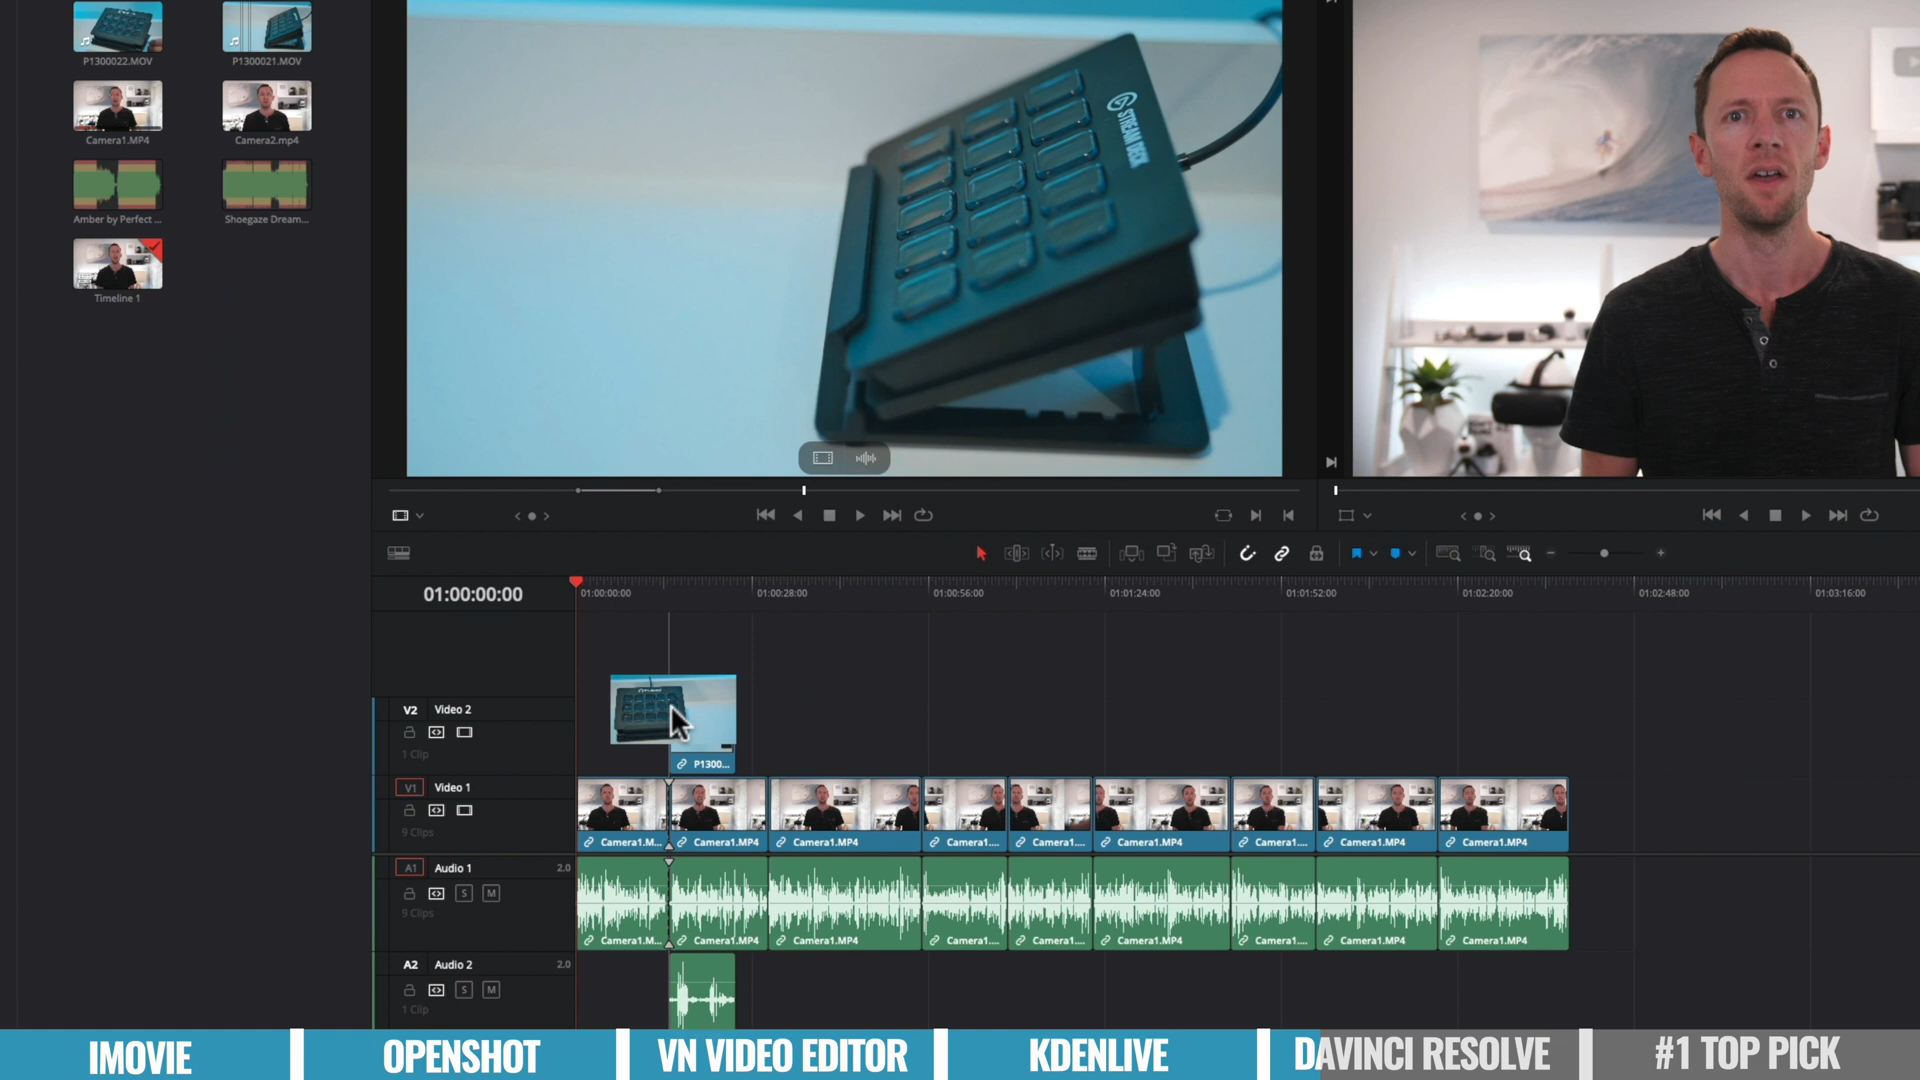 P1300022.MOV
P1300021.MOV
Camera1.MP4
Camera2.mp4
Amber by Perfect ...
Shoegaze Dream...
Timeline 1
STREAM DECK
01:00:00:00
01:00:00:00
01:00:28:00
01:00:56:00
01:01:24:00
01:01:52:00
01:02:20:00
01:02:48:00
01:03:16:00
V2 Video 2
1 Clip
P1300...
V1 Video 1
9 Clips
Camera1.M...
Camera1.MP4
Camera1.MP4
Camera1....
Camera1....
Camera1.MP4
Camera1....
Camera1.MP4
Camera1.MP4
A1 Audio 1 2.0
S M
9 Clips
Camera1.M...
Camera1.MP4
Camera1.MP4
Camera1....
Camera1....
Camera1.MP4
Camera1....
Camera1.MP4
Camera1.MP4
A2 Audio 2 2.0
S M
1 Clip
IMOVIE
OPENSHOT
VN VIDEO EDITOR
KDENLIVE
DAVINCI RESOLVE
#1 TOP PICK